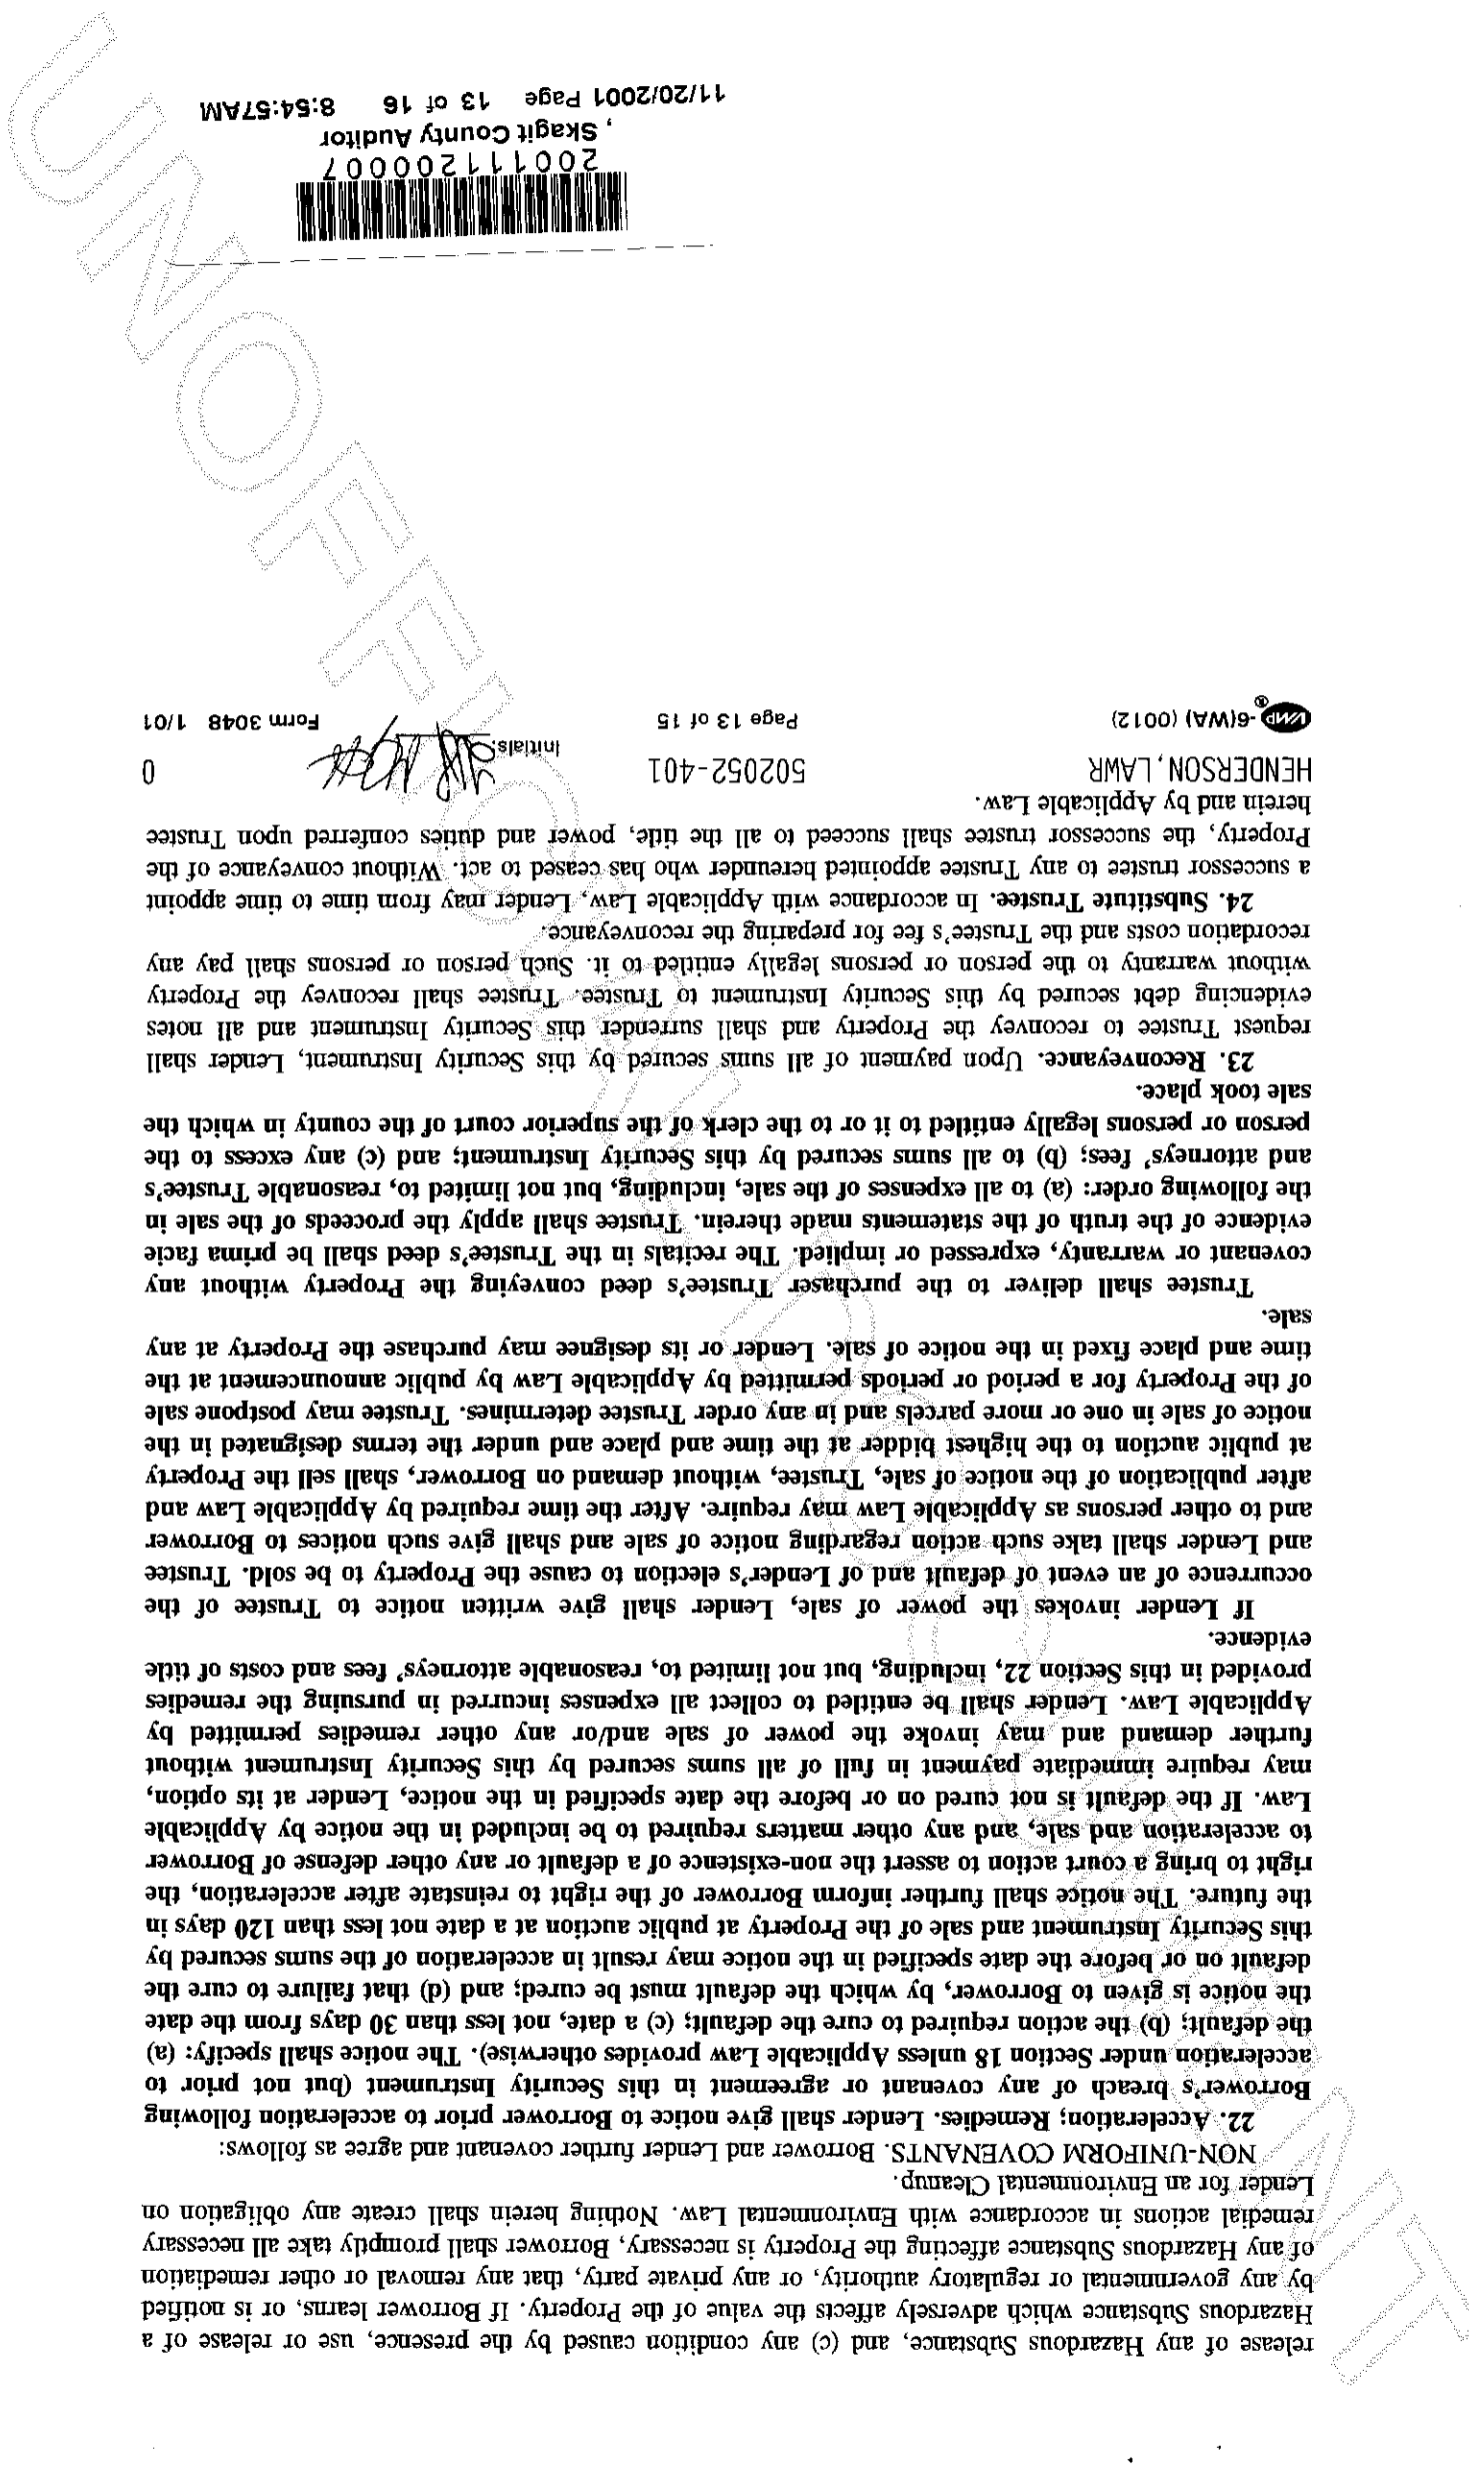 release of any Hazardous Substance, and (c) any condition caused by the presence, use or release of a
Hazardous Substance which adversely affects the value of the Property. If Borrower learns, or is notified
by any governmental or regulatory authority, or any private party, that any removal or other remediation
of any Hazardous Substance affecting the Property is necessary, Borrower shall promptly take all necessary
remedial actions in accordance with Environmental Law. Nothing herein shall create any obligation on
Lender for an Environmental Cleanup.
NON-UNIFORM COVENANTS. Borrower and Lender further covenant and agree as follows:
22. Acceleration; Remedies. Lender shall give notice to Borrower prior to acceleration following
Borrower's breach of any covenant or agreement in this Security Instrument (but not prior to
acceleration under Section 18 unless Applicable Law provides otherwise). The notice shall specify: (a)
the default; (b) the action required to cure the default; (c) a date, not less than 30 days from the date
the notice is given to Borrower, by which the default must be cured; and (d) that failure to cure the
default on or before the date specified in the notice may result in acceleration of the sums secured by
this Security Instrument and sale of the Property at public auction at a date not less than 120 days in
the future. The notice shall further inform Borrower of the right to reinstate after acceleration, the
right to bring a court action to assert the non-existence of a default or any other defense of Borrower
to acceleration and sale, and any other matters required to be included in the notice by Applicable
Law. If the default is not cured on or before the date specified in the notice, Lender at its option,
may require immediate payment in full of all sums secured by this Security Instrument without
further demand and may invoke the power of sale and/or any other remedies permitted by
Applicable Law. Lender shall be entitled to collect all expenses incurred in pursuing the remedies
provided in this Section 22, including, but not limited to, reasonable attorneys' fees and costs of title
evidence.
If Lender invokes the power of sale, Lender shall give written notice to Trustee of the
occurrence of an event of default and of Lender's election to cause the Property to be sold. Trustee
and Lender shall take such action regarding notice of sale and shall give such notices to Borrower
and to other persons as Applicable Law may require. After the time required by Applicable Law and
after publication of the notice of sale, Trustee, without demand on Borrower, shall sell the Property
at public auction to the highest bidder at the time and place and under the terms designated in the
notice of sale in one or more parcels and in any order Trustee determines. Trustee may postpone sale
of the Property for a period or periods permitted by Applicable Law by public announcement at the
time and place fixed in the notice of sale. Lender or its designee may purchase the Property at any
sale.
Trustee shall deliver to the purchaser Trustee's deed conveying the Property without any
covenant or warranty, expressed or implied. The recitals in the Trustee's deed shall be prima facie
evidence of the truth of the statements made therein. Trustee shall apply the proceeds of the sale in
the following order: (a) to all expenses of the sale, including, but not limited to, reasonable Trustee's
and attorneys' fees; (b) to all sums secured by this Security Instrument; and (c) any excess to the
person or persons legally entitled to it or to the clerk of the superior court of the county in which the
sale took place.
23. Reconveyance. Upon payment of all sums secured by this Security Instrument, Lender shall
request Trustee to reconvey the Property and shall surrender this Security Instrument and all notes
evidencing debt secured by this Security Instrument to Trustee. Trustee shall reconvey the Property
without warranty to the person or persons legally entitled to it. Such person or persons shall pay any
recordation costs and the Trustee's fee for preparing the reconveyance.
24. Substitute Trustee. In accordance with Applicable Law, Lender may from time to time appoint
a successor trustee to any Trustee appointed hereunder who has ceased to act. Without conveyance of the
Property, the successor trustee shall succeed to all the title, power and duties conferred upon Trustee
herein and by Applicable Law.
HENDERSON, LAWR 502052-401 Initials: 0
VMP®-6(WA) (0012) Page 13 of 15 Form 3048 1/01
200111200007
, Skagit County Auditor
11/20/2001 Page 13 of 16 8:54:57AM
UNOFFICIAL DOCUMENT